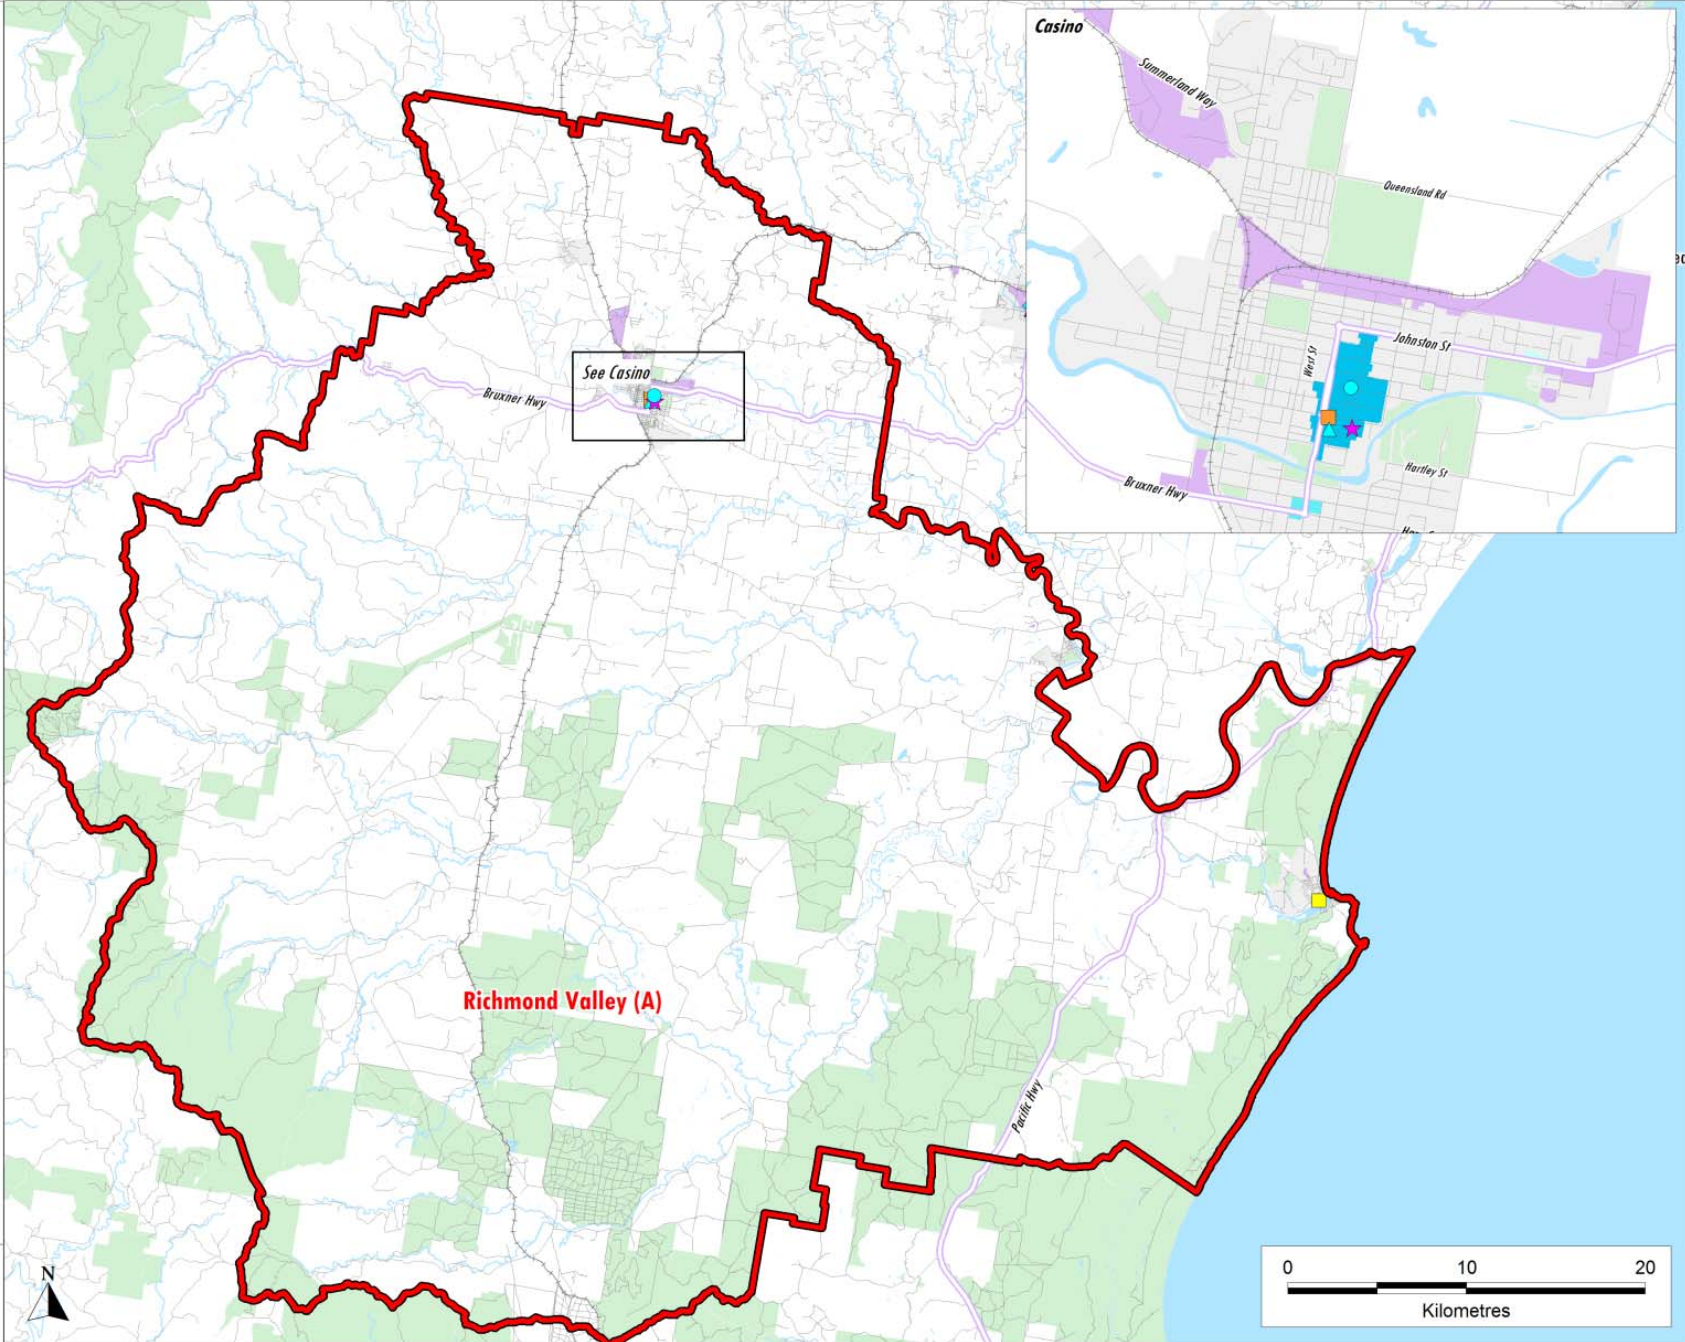 Casino
Summerland Way
Queensland Rd
West St
Johnston St
Hartley St
Bruxner Hwy
See Casino
Bruxner Hwy
Richmond Valley (A)
Pacific Hwy
N
0 10 20
Kilometres